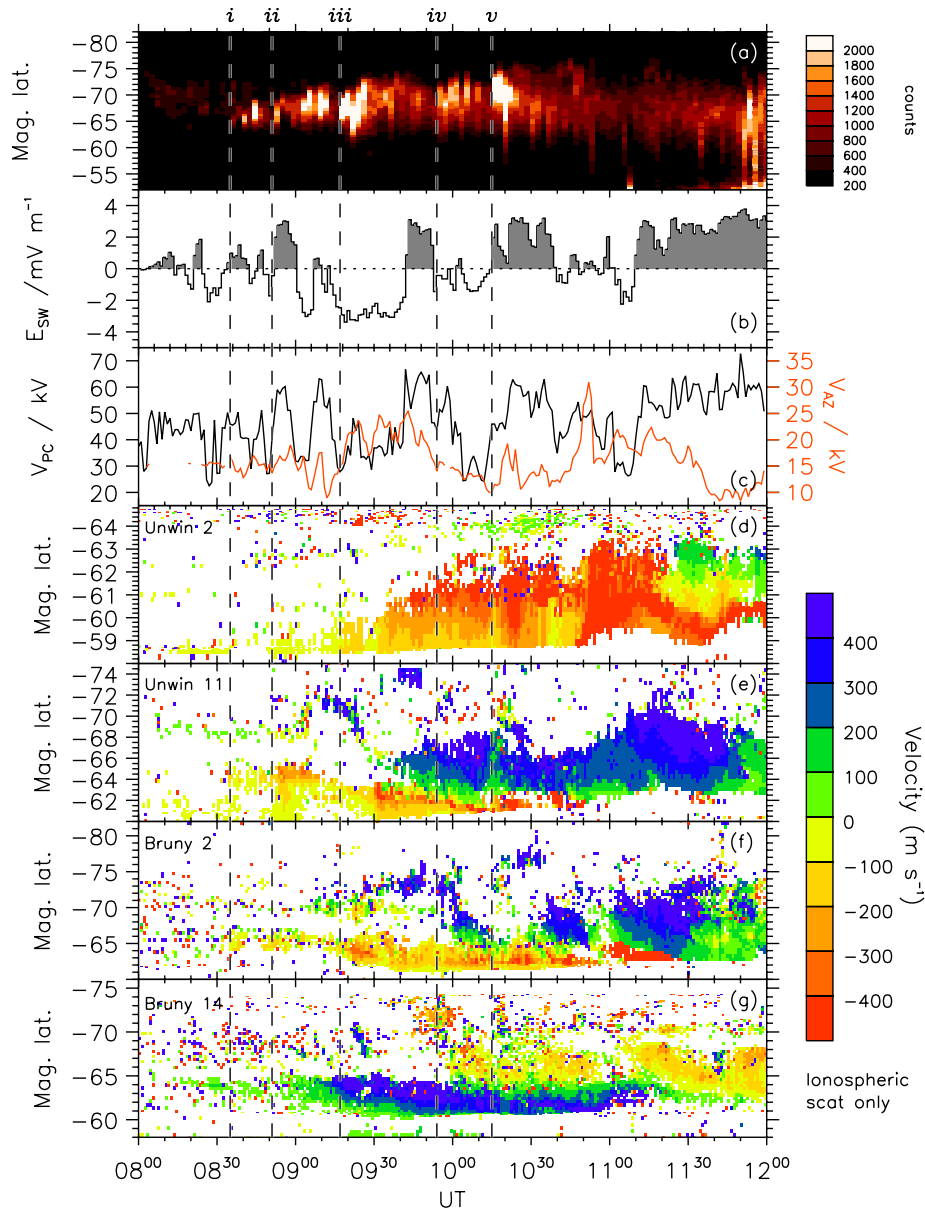 i ii iii iv v
−80
−75
−70
−65
−60
−55
Mag. lat.
(a)
2000
1800
1600
1400
1200
1000
800
600
400
200
counts
4
2
0
−2
−4
E_SW /mV m⁻¹
(b)
70
60
50
40
30
20
V_PC / kV
(c)
35
30
25
20
15
10
V_AZ / kV
Unwin 2
(d)
−64
−63
−62
−61
−60
−59
Mag. lat.
Unwin 11
(e)
−74
−70
−68
−66
−64
−62
Mag. lat.
Bruny 2
(f)
−80
−75
−70
−65
Mag. lat.
Bruny 14
(g)
−75
−70
−65
−60
Mag. lat.
400
300
200
100
0
−100
−200
−300
−400
Velocity (m s⁻¹)
Ionospheric
scat only
08⁰⁰ 08³⁰ 09⁰⁰ 09³⁰ 10⁰⁰ 10³⁰ 11⁰⁰ 11³⁰ 12⁰⁰
UT